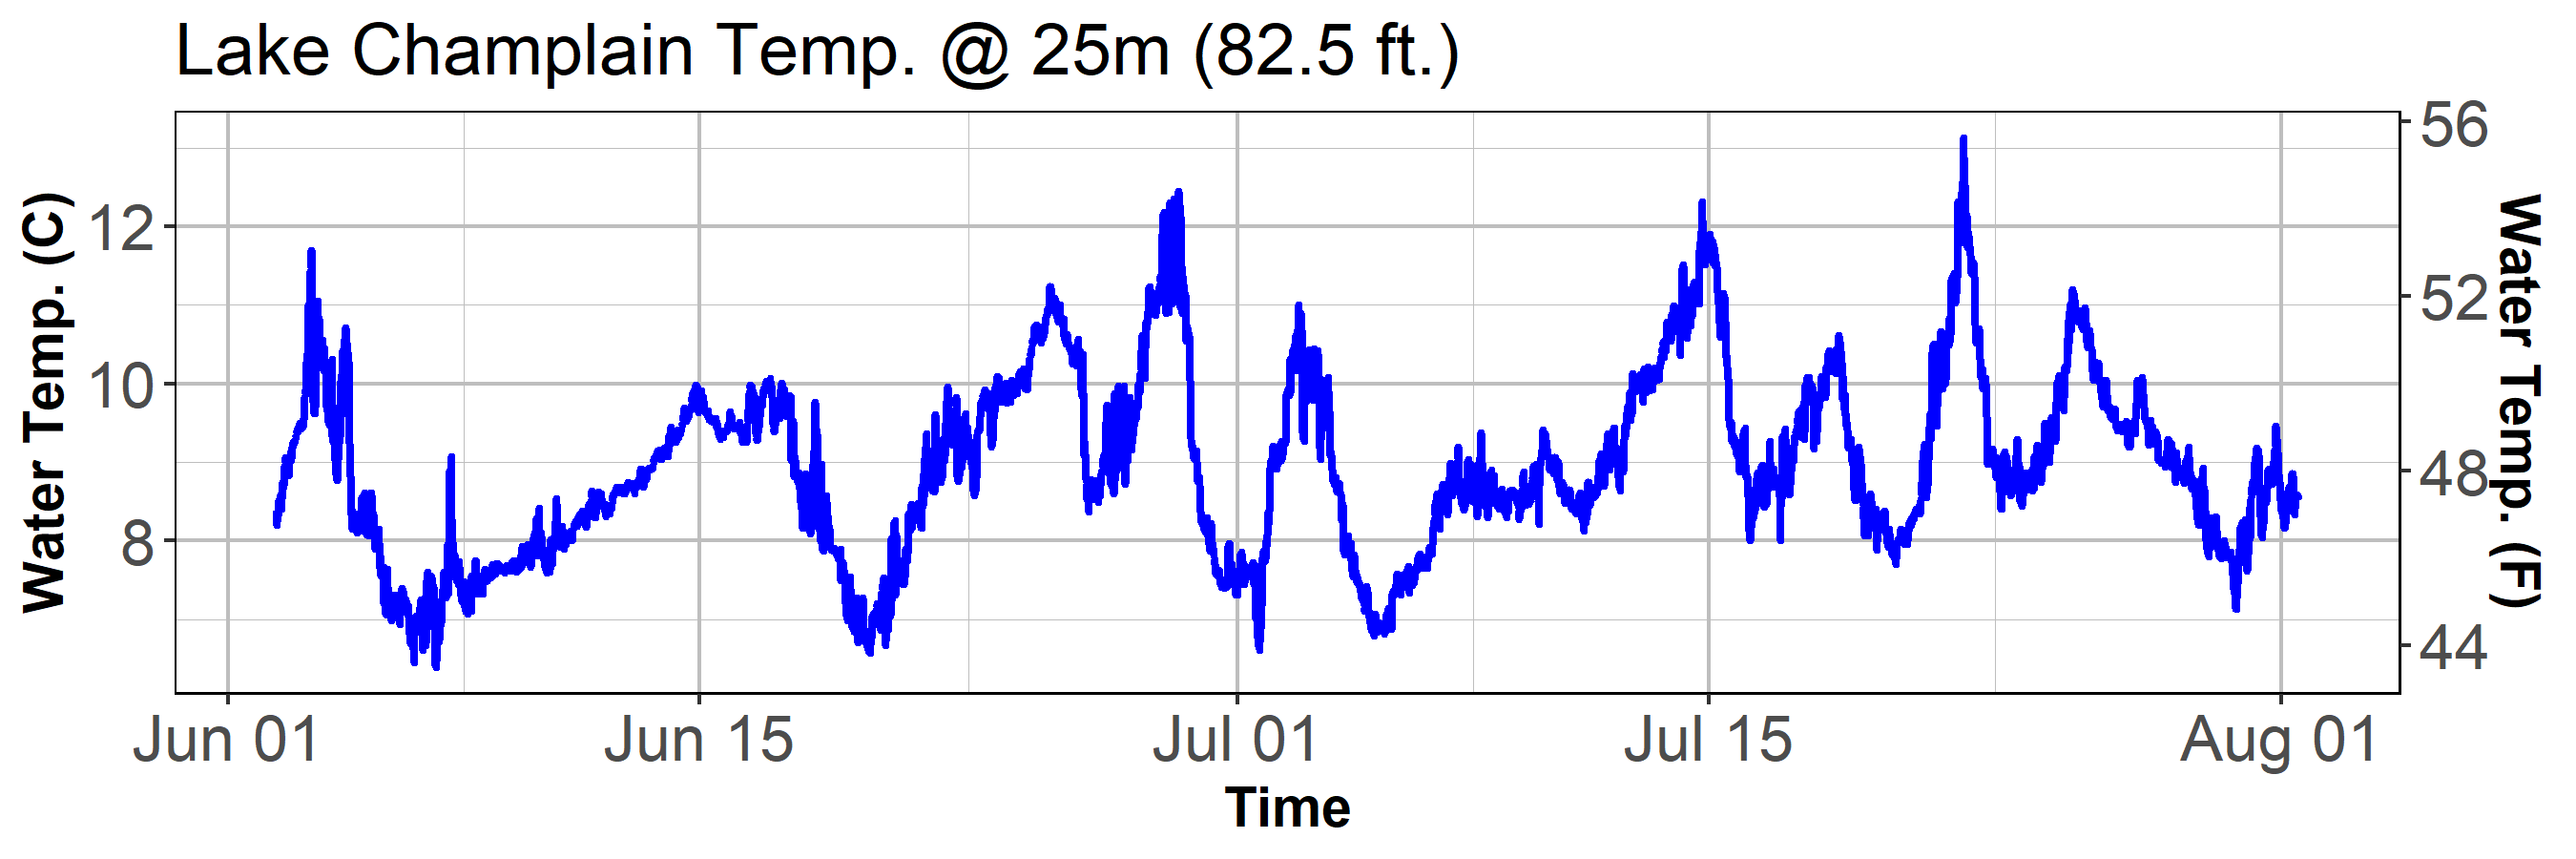 Lake Champlain Temp. @ 25m (82.5 ft.)
Water Temp. (C)
12
10
8
56
52
48
44
Water Temp. (F)
Jun 01 Jun 15 Jul 01 Jul 15 Aug 01
Time